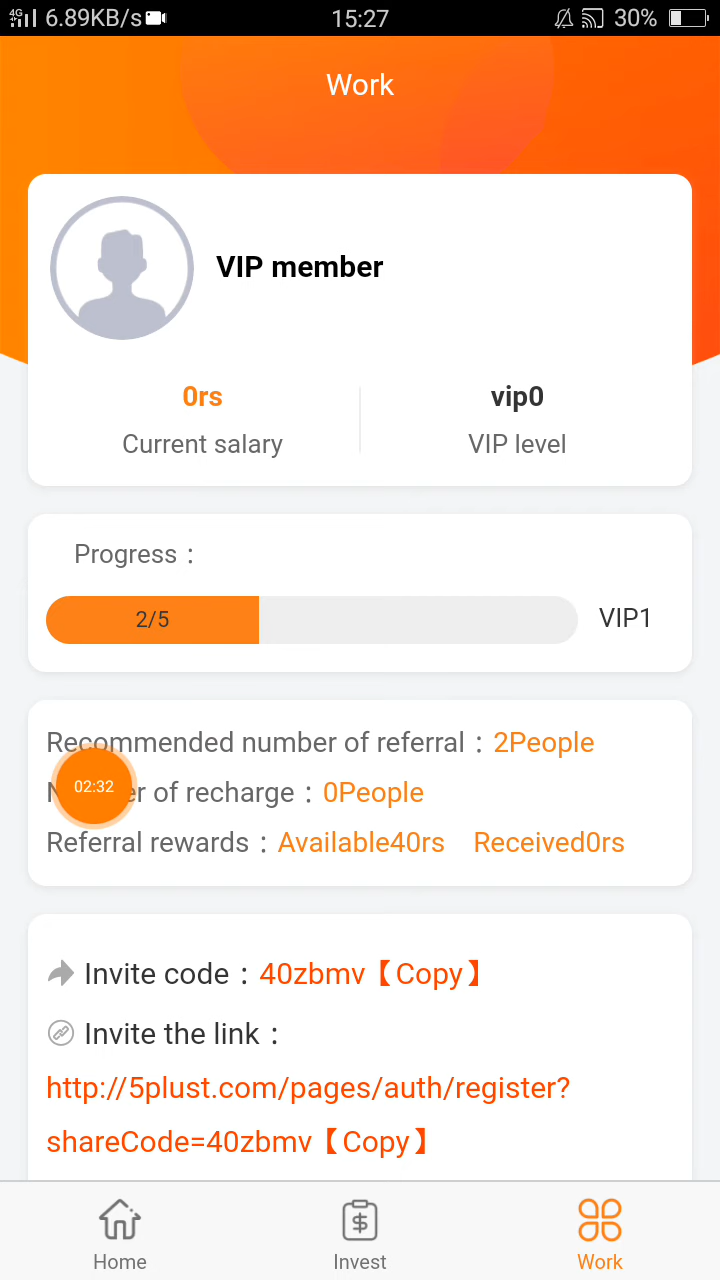 4G 6.89KB/s 15:27 30%
Work
VIP member
0rs vip0
Current salary VIP level
Progress：
2/5 VIP1
Recommended number of referral：2People
02:32
er of recharge：0People
Referral rewards：Available40rs Received0rs
Invite code：40zbmv【Copy】
Invite the link：
http://5plust.com/pages/auth/register?
shareCode=40zbmv【Copy】
Home Invest Work